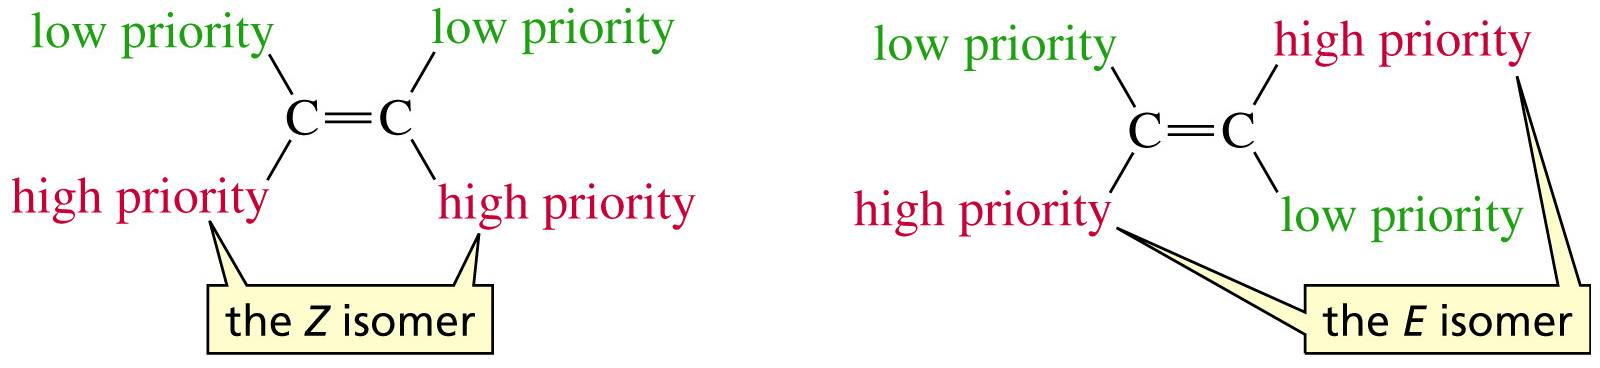 low priority low priority
C=C
high priority high priority
the Z isomer
low priority high priority
C=C
high priority low priority
the E isomer